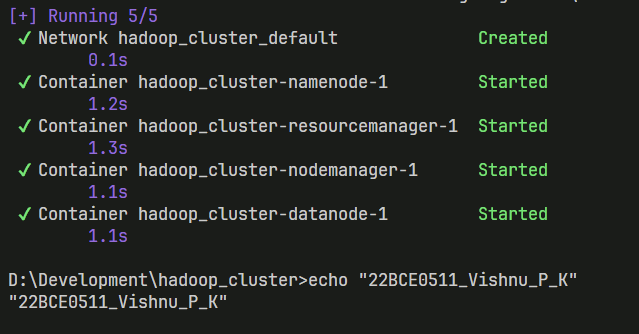 [+] Running 5/5
✔ Network hadoop_cluster_default Created
0.1s
✔ Container hadoop_cluster-namenode-1 Started
1.2s
✔ Container hadoop_cluster-resourcemanager-1 Started
1.3s
✔ Container hadoop_cluster-nodemanager-1 Started
1.1s
✔ Container hadoop_cluster-datanode-1 Started
1.1s
D:\Development\hadoop_cluster>echo "22BCE0511_Vishnu_P_K"
"22BCE0511_Vishnu_P_K"